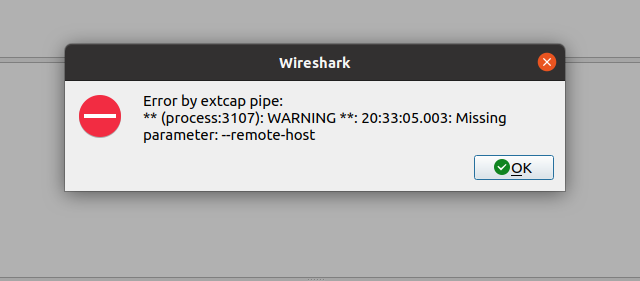 Wireshark
Error by extcap pipe:
** (process:3107): WARNING **: 20:33:05.003: Missing
parameter: --remote-host
OK